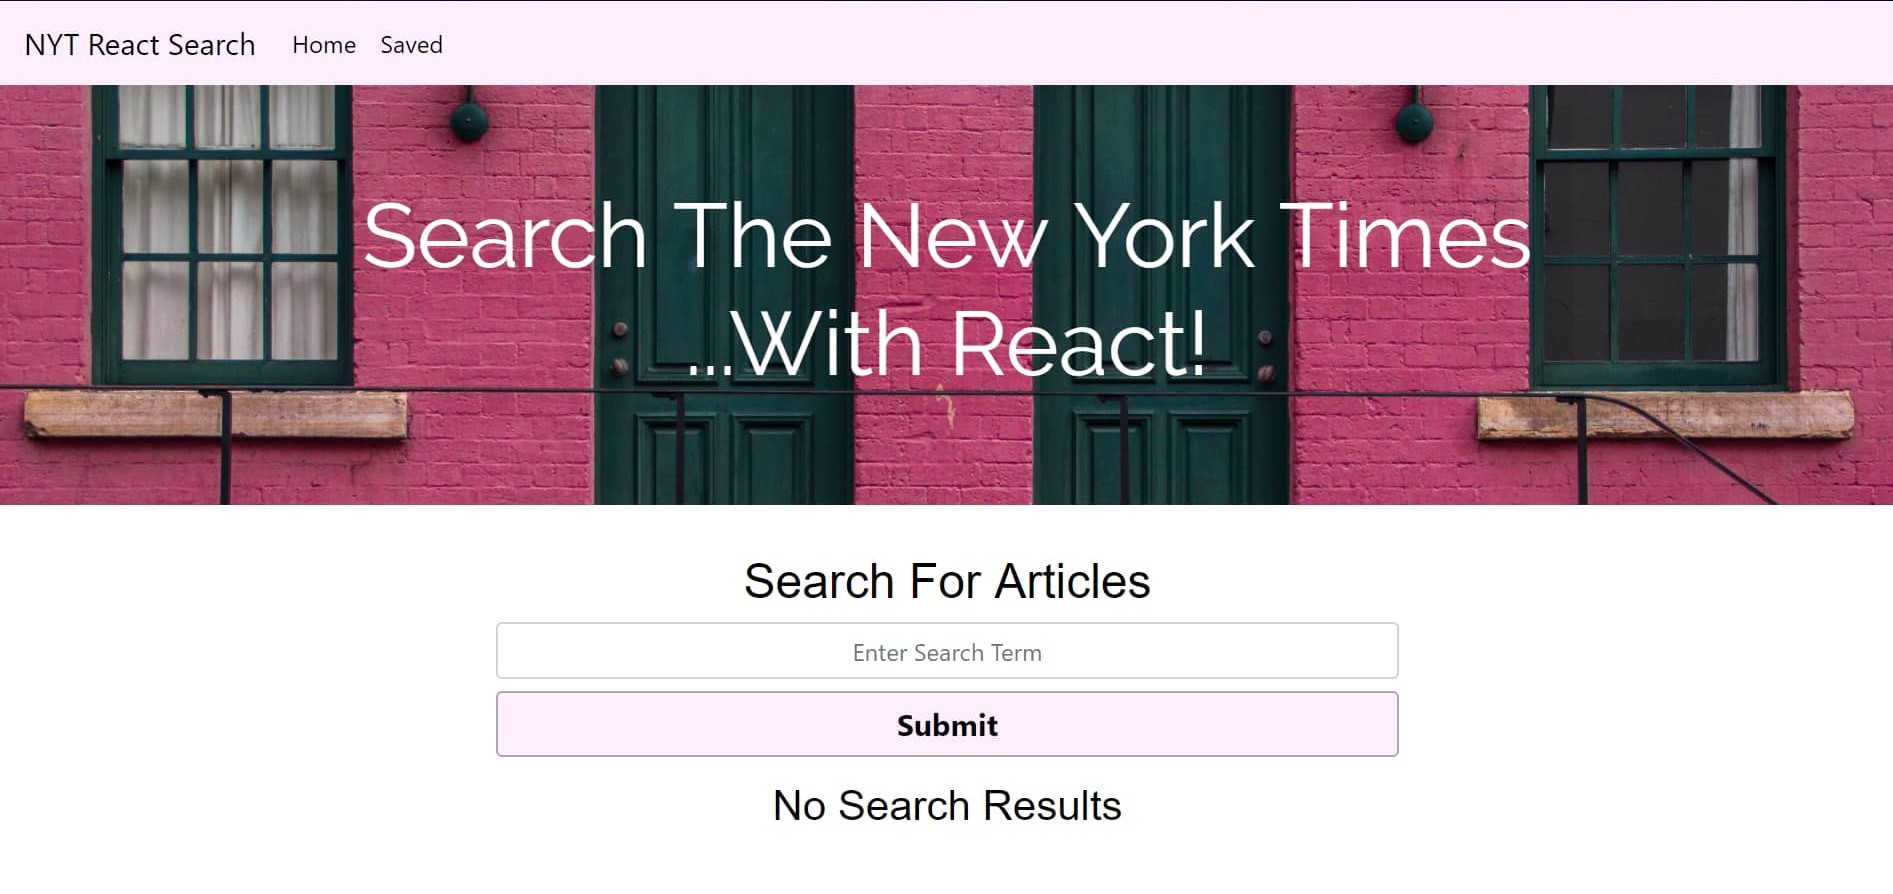 NYT React Search Home Saved
Search The New York Times
...With React!
Search For Articles
Enter Search Term
Submit
No Search Results